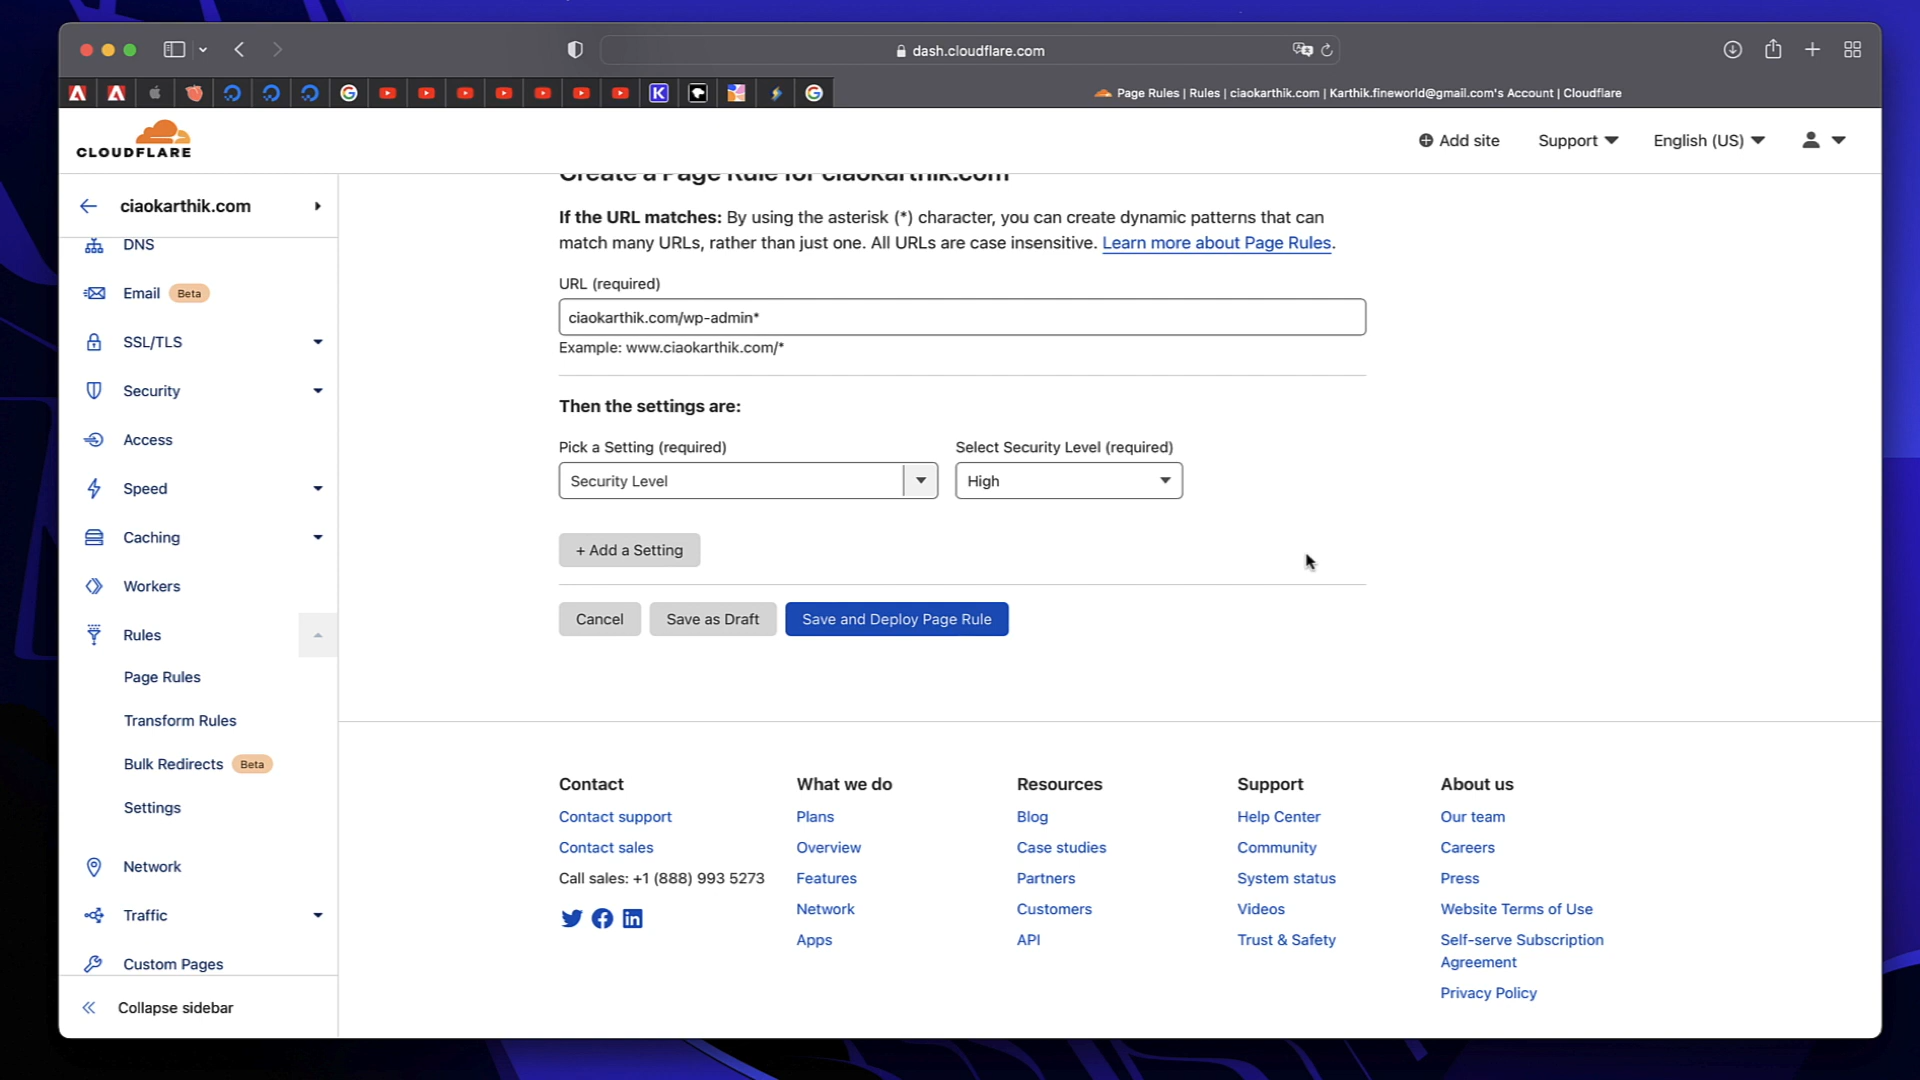 dash.cloudflare.com
Page Rules | Rules | ciaokarthik.com | Karthik.fineworld@gmail.com's Account | Cloudflare
CLOUDFLARE
Add site
Support
English (US)
ciaokarthik.com
DNS
Email Beta
SSL/TLS
Security
Access
Speed
Caching
Workers
Rules
Page Rules
Transform Rules
Bulk Redirects Beta
Settings
Network
Traffic
Custom Pages
Collapse sidebar
Create a Page Rule for ciaokarthik.com
If the URL matches: By using the asterisk (*) character, you can create dynamic patterns that can
match many URLs, rather than just one. All URLs are case insensitive. Learn more about Page Rules.
URL (required)
ciaokarthik.com/wp-admin*
Example: www.ciaokarthik.com/*
Then the settings are:
Pick a Setting (required)
Select Security Level (required)
Security Level
High
+ Add a Setting
Cancel
Save as Draft
Save and Deploy Page Rule
Contact
Contact support
Contact sales
Call sales: +1 (888) 993 5273
What we do
Plans
Overview
Features
Network
Apps
Resources
Blog
Case studies
Partners
Customers
API
Support
Help Center
Community
System status
Videos
Trust & Safety
About us
Our team
Careers
Press
Website Terms of Use
Self-serve Subscription
Agreement
Privacy Policy